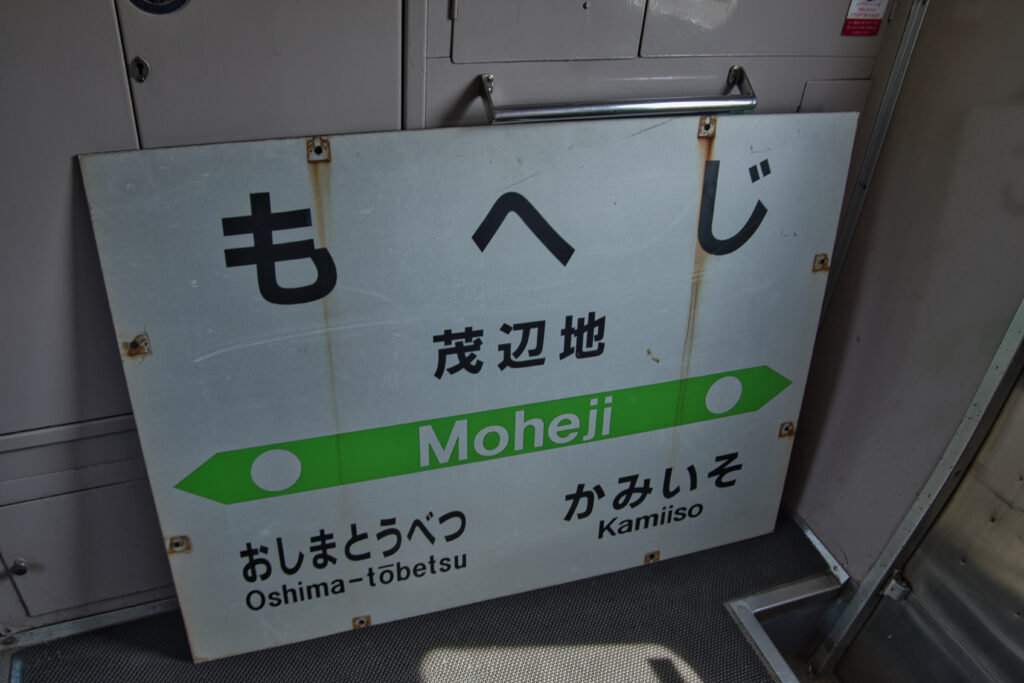 もへじ
茂辺地
Moheji
おしまとうべつ
Oshima-tōbetsu
かみいそ
Kamiiso